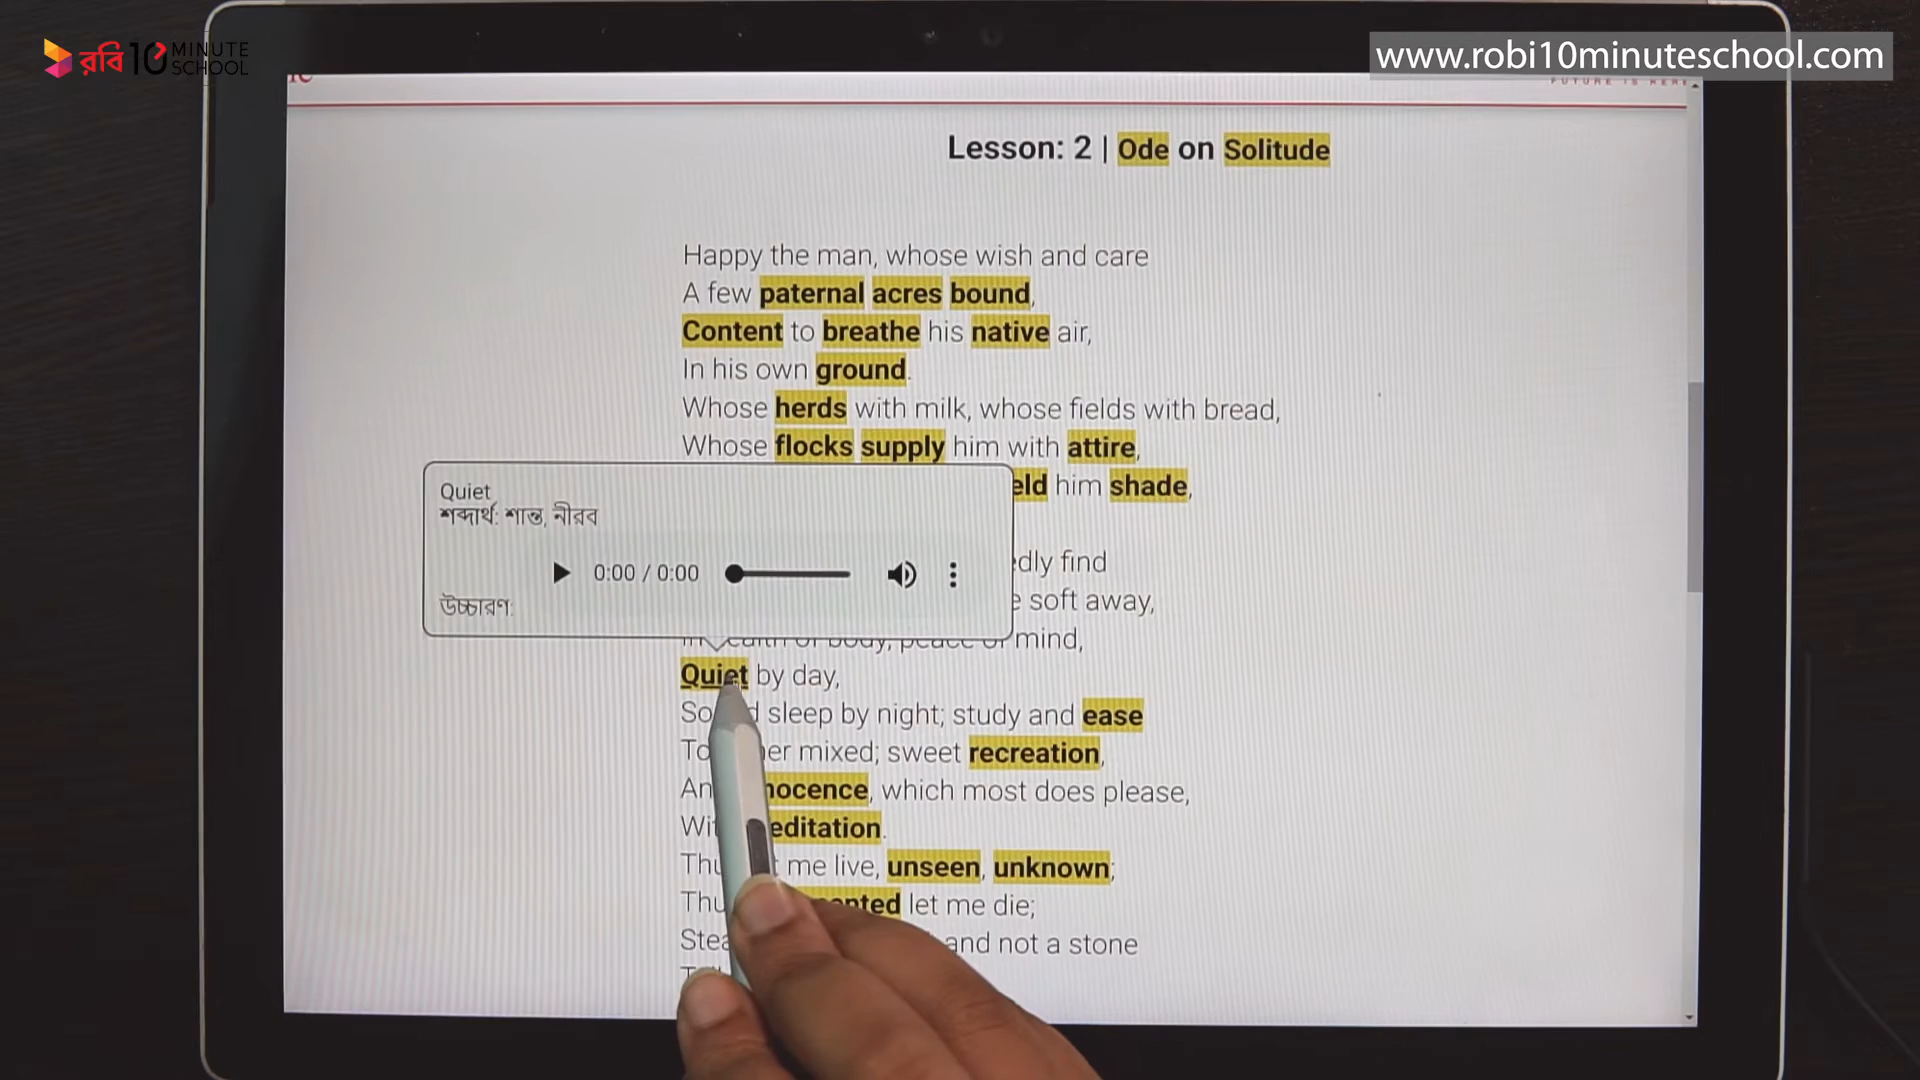 রবি 10 MINUTE SCHOOL
www.robi10minuteschool.com
FUTURE IS HERE
Lesson: 2 | Ode on Solitude
Happy the man, whose wish and care
A few paternal acres bound,
Content to breathe his native air,
In his own ground.
Whose herds with milk, whose fields with bread,
Whose flocks supply him with attire,
him shade,
Quiet
শব্দার্থ: শান্ত, নীরব
find
0:00 / 0:00
soft away,
উচ্চারণ:
mind,
Quiet by day,
sleep by night; study and ease
mixed; sweet recreation,
which most does please,
me live, unseen, unknown;
let me die;
and not a stone